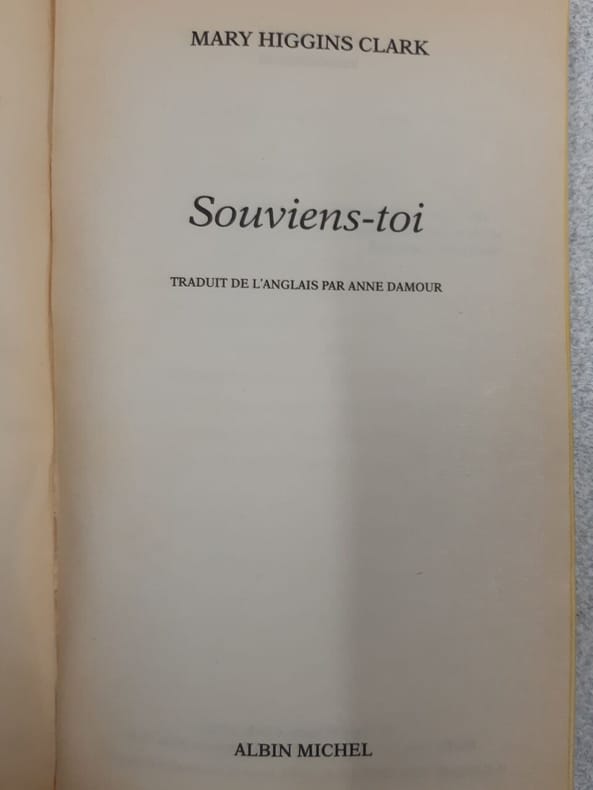 MARY HIGGINS CLARK
Souviens-toi
TRADUIT DE L'ANGLAIS PAR ANNE DAMOUR
ALBIN MICHEL